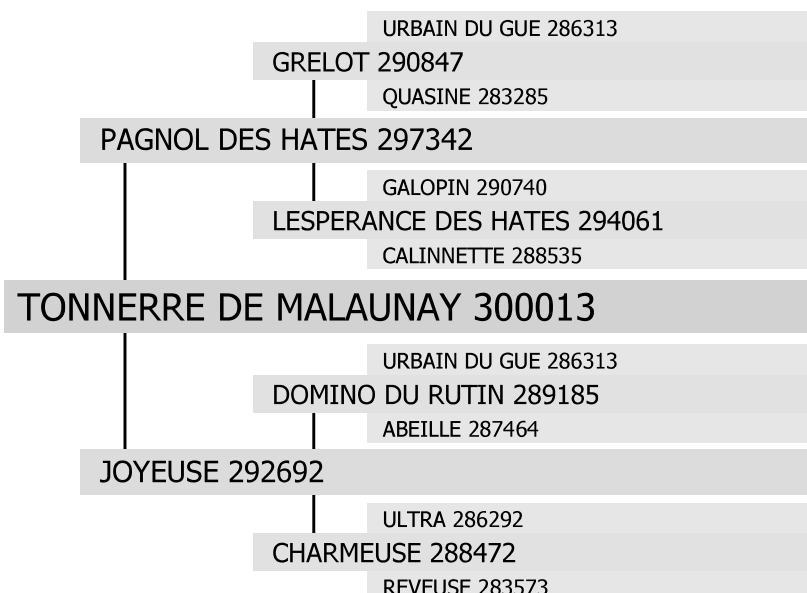 URBAIN DU GUE 286313
GRELOT 290847
QUASINE 283285
PAGNOL DES HATES 297342
GALOPIN 290740
LESPERANCE DES HATES 294061
CALINNETTE 288535
TONNERRE DE MALAUNAY 300013
URBAIN DU GUE 286313
DOMINO DU RUTIN 289185
ABEILLE 287464
JOYEUSE 292692
ULTRA 286292
CHARMEUSE 288472
REVEUSE 283573